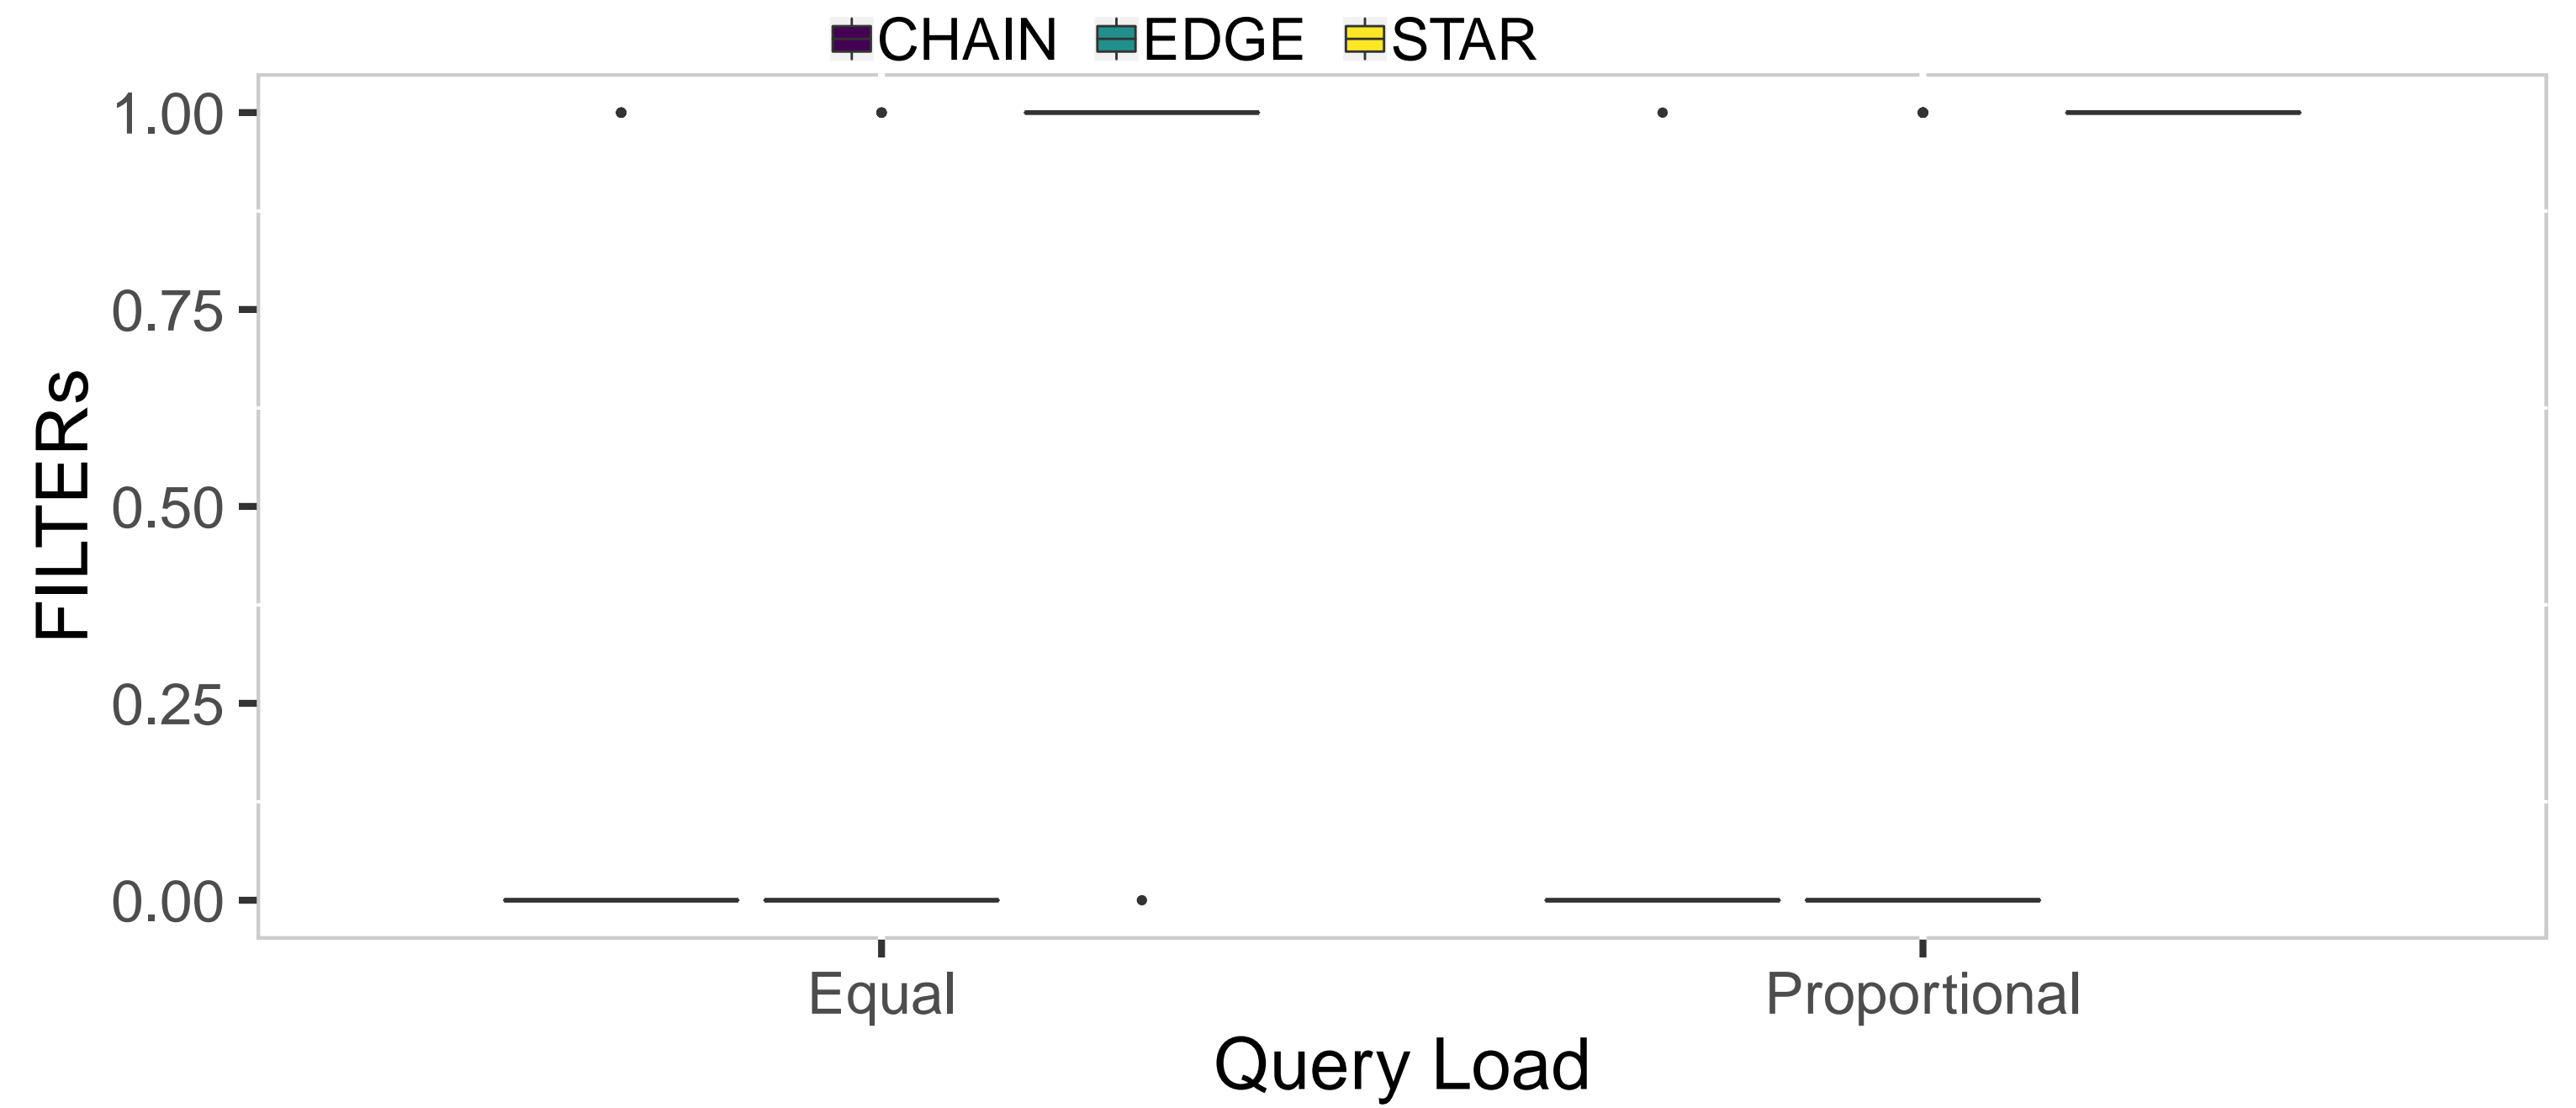 CHAIN EDGE STAR
1.00
0.75
0.50
0.25
0.00
FILTERs
Equal Proportional
Query Load